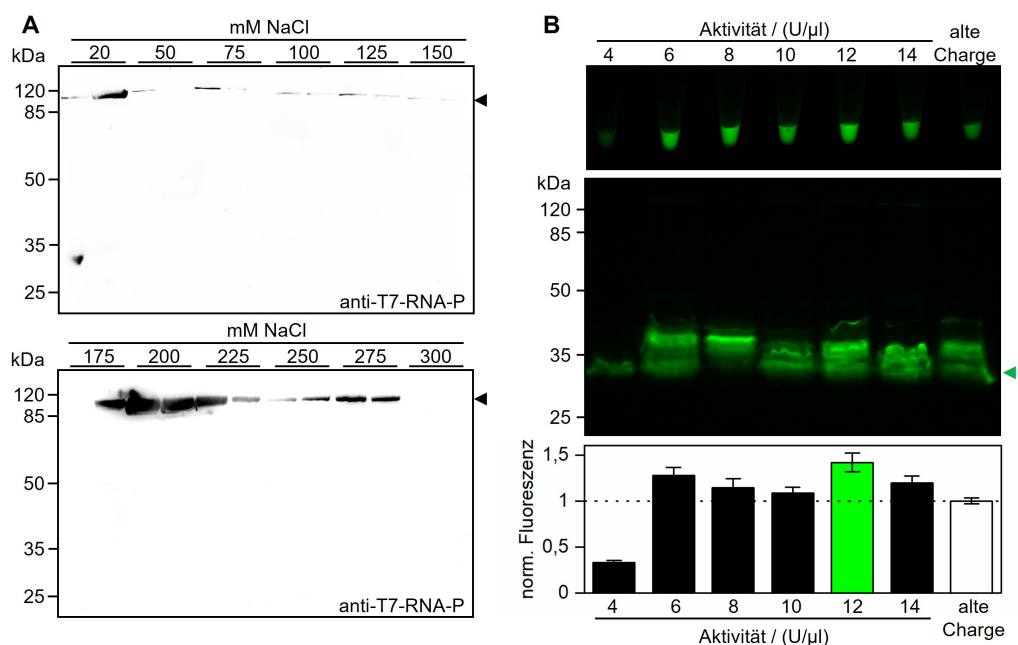 A
mM NaCl
kDa
20 50 75 100 125 150
120
85
50
35
25
anti-T7-RNA-P
mM NaCl
kDa
175 200 225 250 275 300
120
85
50
35
25
anti-T7-RNA-P
B
Aktivität / (U/µl)
alte
Charge
4 6 8 10 12 14
kDa
120
85
50
35
25
norm. Fluoreszenz
1,5
1
0,5
0
4 6 8 10 12 14
alte
Charge
Aktivität / (U/µl)